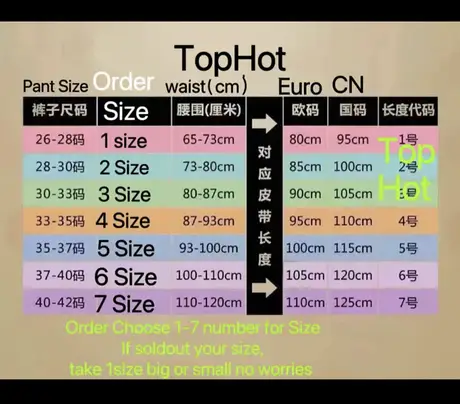 TopHot
Pant Size Order waist(cm) Euro CN
裤子尺码 Size 腰围(厘米) 欧码 国码 长度代码
26-28码 1 size 65-73cm 80cm 95cm 1号
28-30码 2 Size 73-80cm 85cm 100cm 2号
30-33码 3 Size 80-87cm 90cm 105cm
33-35码 4 Size 87-93cm 95cm 110cm 4号
35-37码 5 Size 93-100cm 100cm 115cm 5号
37-40码 6 Size 100-110cm 105cm 120cm 6号
40-42码 7 Size 110-120cm 110cm 125cm 7号
对应皮带长度
Top
Hot
Order Choose 1-7 number for Size
If soldout your size,
take 1size big or small no worries